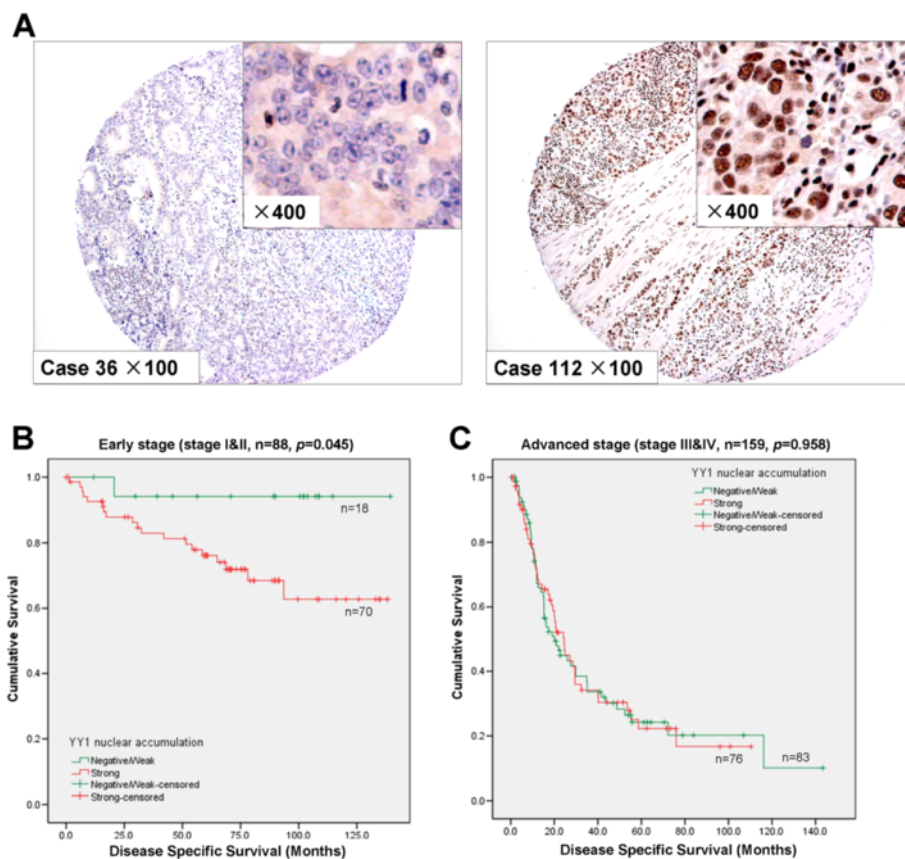 A
×400
Case 36 ×100
×400
Case 112 ×100
B
Early stage (stage I&II, n=88, p=0.045)
Cumulative Survival
1.0
0.8
0.6
0.4
0.2
0.0
n=18
n=70
YY1 nuclear accumulation
Negative/Weak
Strong
Negative/Weak-censored
Strong-censored
0.0 25.0 50.0 75.0 100.0 125.0
Disease Specific Survival (Months)
C
Advanced stage (stage III&IV, n=159, p=0.958)
Cumulative Survival
1.0
0.8
0.6
0.4
0.2
0.0
YY1 nuclear accumulation
Negative/Weak
Strong
Negative/Weak-censored
Strong-censored
n=76
n=83
0.0 20.0 40.0 60.0 80.0 100.0 120.0 140.0
Disease Specific Survival (Months)